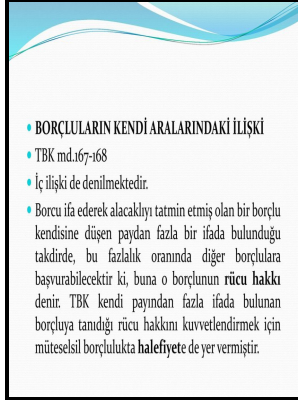 • BORÇLULARIN KENDİ ARALARINDAKİ İLİŞKİ
• TBK md.167-168
• İç ilişki de denilmektedir.
• Borcu ifa ederek alacaklıyı tatmin etmiş olan bir borçlu
kendisine düşen paydan fazla bir ifada bulunduğu
takdirde, bu fazlalık oranında diğer borçlulara
başvurabilecektir ki, buna o borçlunun rücu hakkı
denir. TBK kendi payından fazla ifada bulunan
borçluya tanıdığı rücu hakkını kuvvetlendirmek için
müteselsil borçlulukta halefiyete de yer vermiştir.